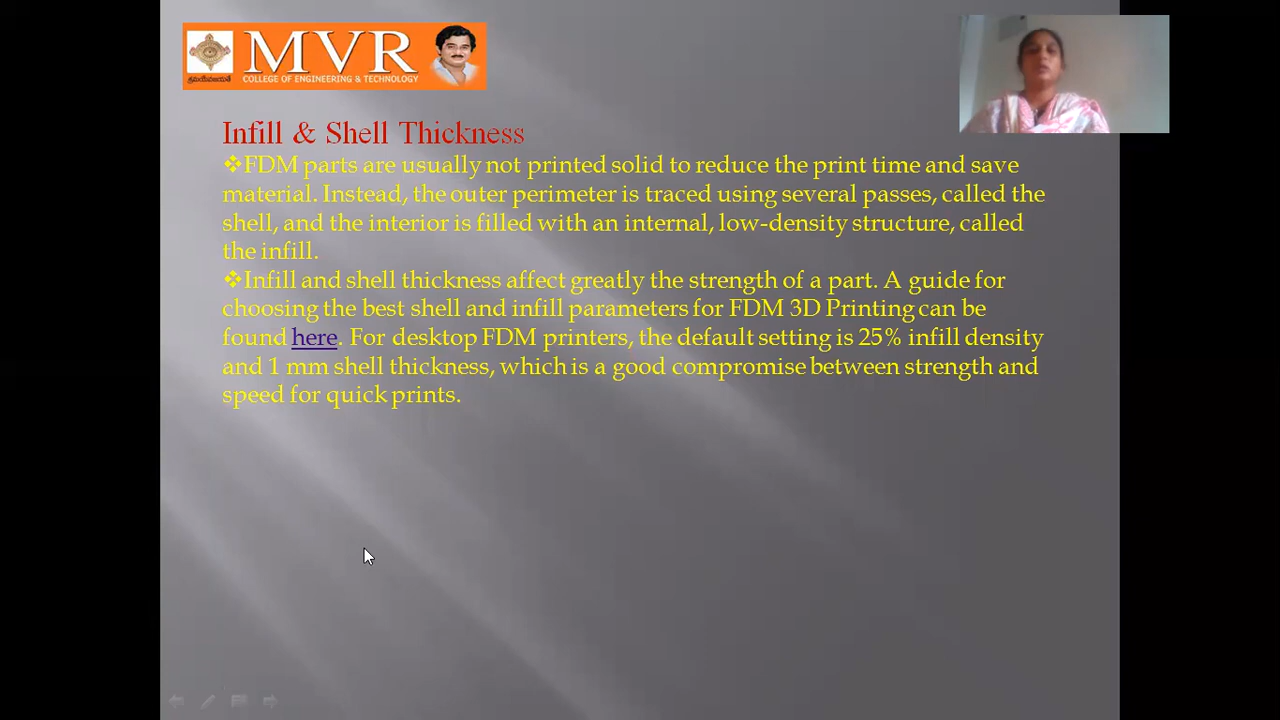 MVR
COLLEGE OF ENGINEERING & TECHNOLOGY
Infill & Shell Thickness
❖FDM parts are usually not printed solid to reduce the print time and save
material. Instead, the outer perimeter is traced using several passes, called the
shell, and the interior is filled with an internal, low-density structure, called
the infill.
❖Infill and shell thickness affect greatly the strength of a part. A guide for
choosing the best shell and infill parameters for FDM 3D Printing can be
found here. For desktop FDM printers, the default setting is 25% infill density
and 1 mm shell thickness, which is a good compromise between strength and
speed for quick prints.